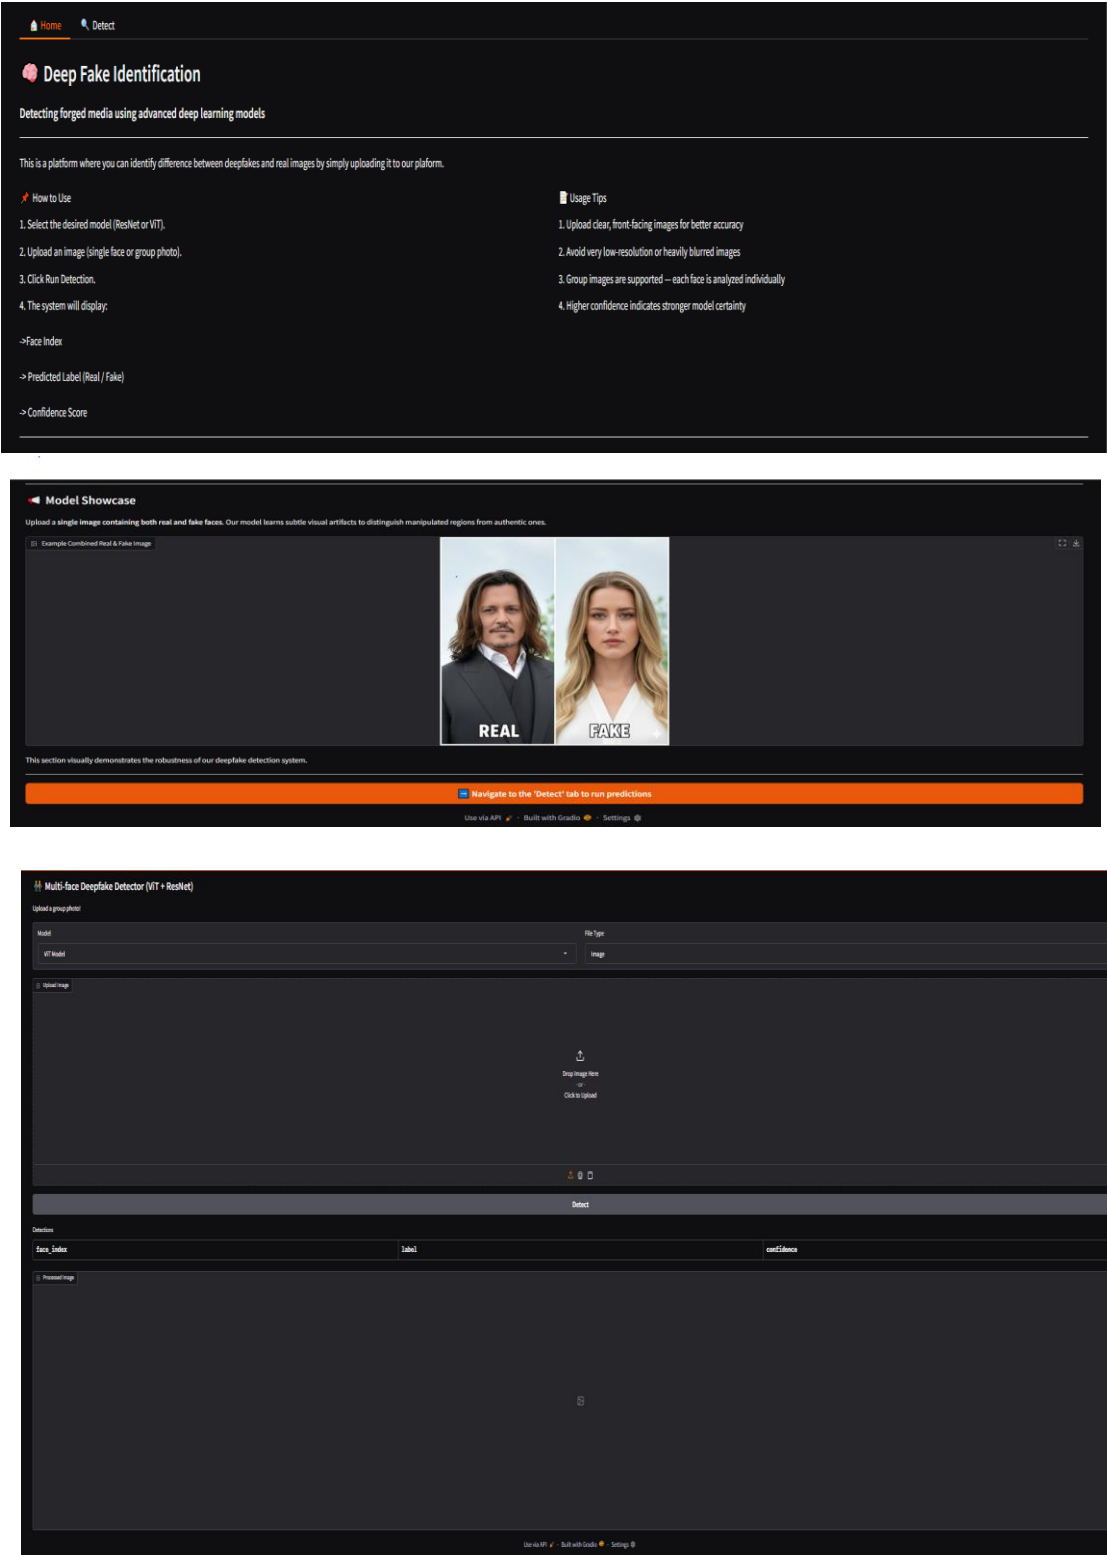 Home Detect
Deep Fake Identification
Detecting forged media using advanced deep learning models
This is a platform where you can identify difference between deepfakes and real images by simply uploading it to our plaform.
How to Use
1. Select the desired model (ResNet or ViT).
2. Upload an image (single face or group photo).
3. Click Run Detection.
4. The system will display:
->Face Index
-> Predicted Label (Real / Fake)
-> Confidence Score
Usage Tips
1. Upload clear, front-facing images for better accuracy
2. Avoid very low-resolution or heavily blurred images
3. Group images are supported — each face is analyzed individually
4. Higher confidence indicates stronger model certainty
Model Showcase
Upload a single image containing both real and fake faces. Our model learns subtle visual artifacts to distinguish manipulated regions from authentic ones.
Example Combined Real & Fake Image
REAL FAKE
This section visually demonstrates the robustness of our deepfake detection system.
Navigate to the 'Detect' tab to run predictions
Use via API · Built with Gradio · Settings
Multi-face Deepfake Detector (ViT + ResNet)
Upload a group photo!
Model File Type
ViT Model Image
Upload Image
Drop Image Here
- or -
Click to Upload
Detect
Detections
face_index label confidence
Processed Image
Use via API · Built with Gradio · Settings